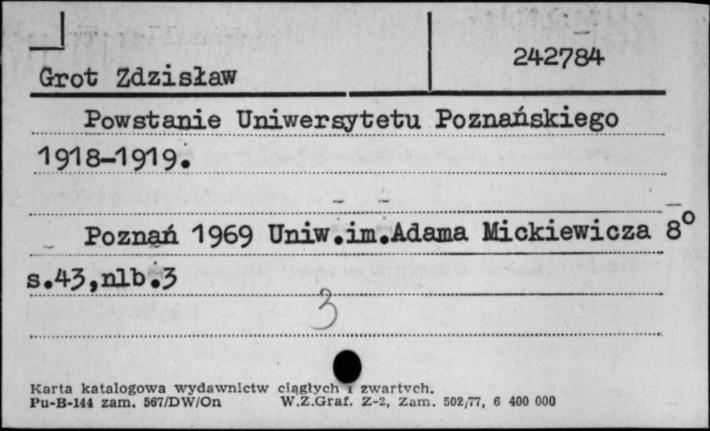 242784
Grot Zdzisław
Powstanie Uniwersytetu Poznańskiego
1918-1919.
Poznań 1969 Uniw.im.Adama Mickiewicza 8°
s.43,nlb.3
3
Karta katalogowa wydawnictw ciągłych i zwartych.
Pu-B-144 zam. 567/DW/On W.Z.Graf. Z-2, Zam. 502/77, 6 400 000